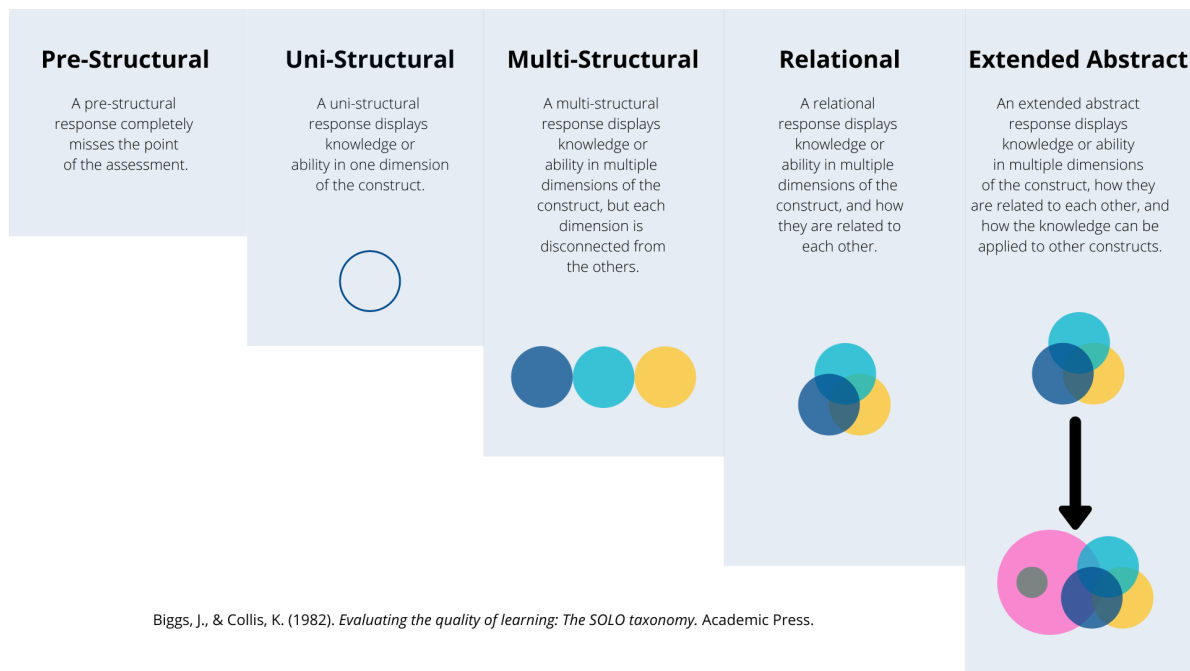 Pre-Structural
A pre-structural
response completely
misses the point
of the assessment.
Uni-Structural
A uni-structural
response displays
knowledge or
ability in one dimension
of the construct.
Multi-Structural
A multi-structural
response displays
knowledge or
ability in multiple
dimensions of the
construct, but each
dimension is
disconnected from
the others.
Relational
A relational
response displays
knowledge or
ability in multiple
dimensions of the
construct, and how
they are related to
each other.
Extended Abstract
An extended abstract
response displays
knowledge or ability
in multiple dimensions
of the construct, how they
are related to each other, and
how the knowledge can be
applied to other constructs.
Biggs, J., & Collis, K. (1982). Evaluating the quality of learning: The SOLO taxonomy. Academic Press.